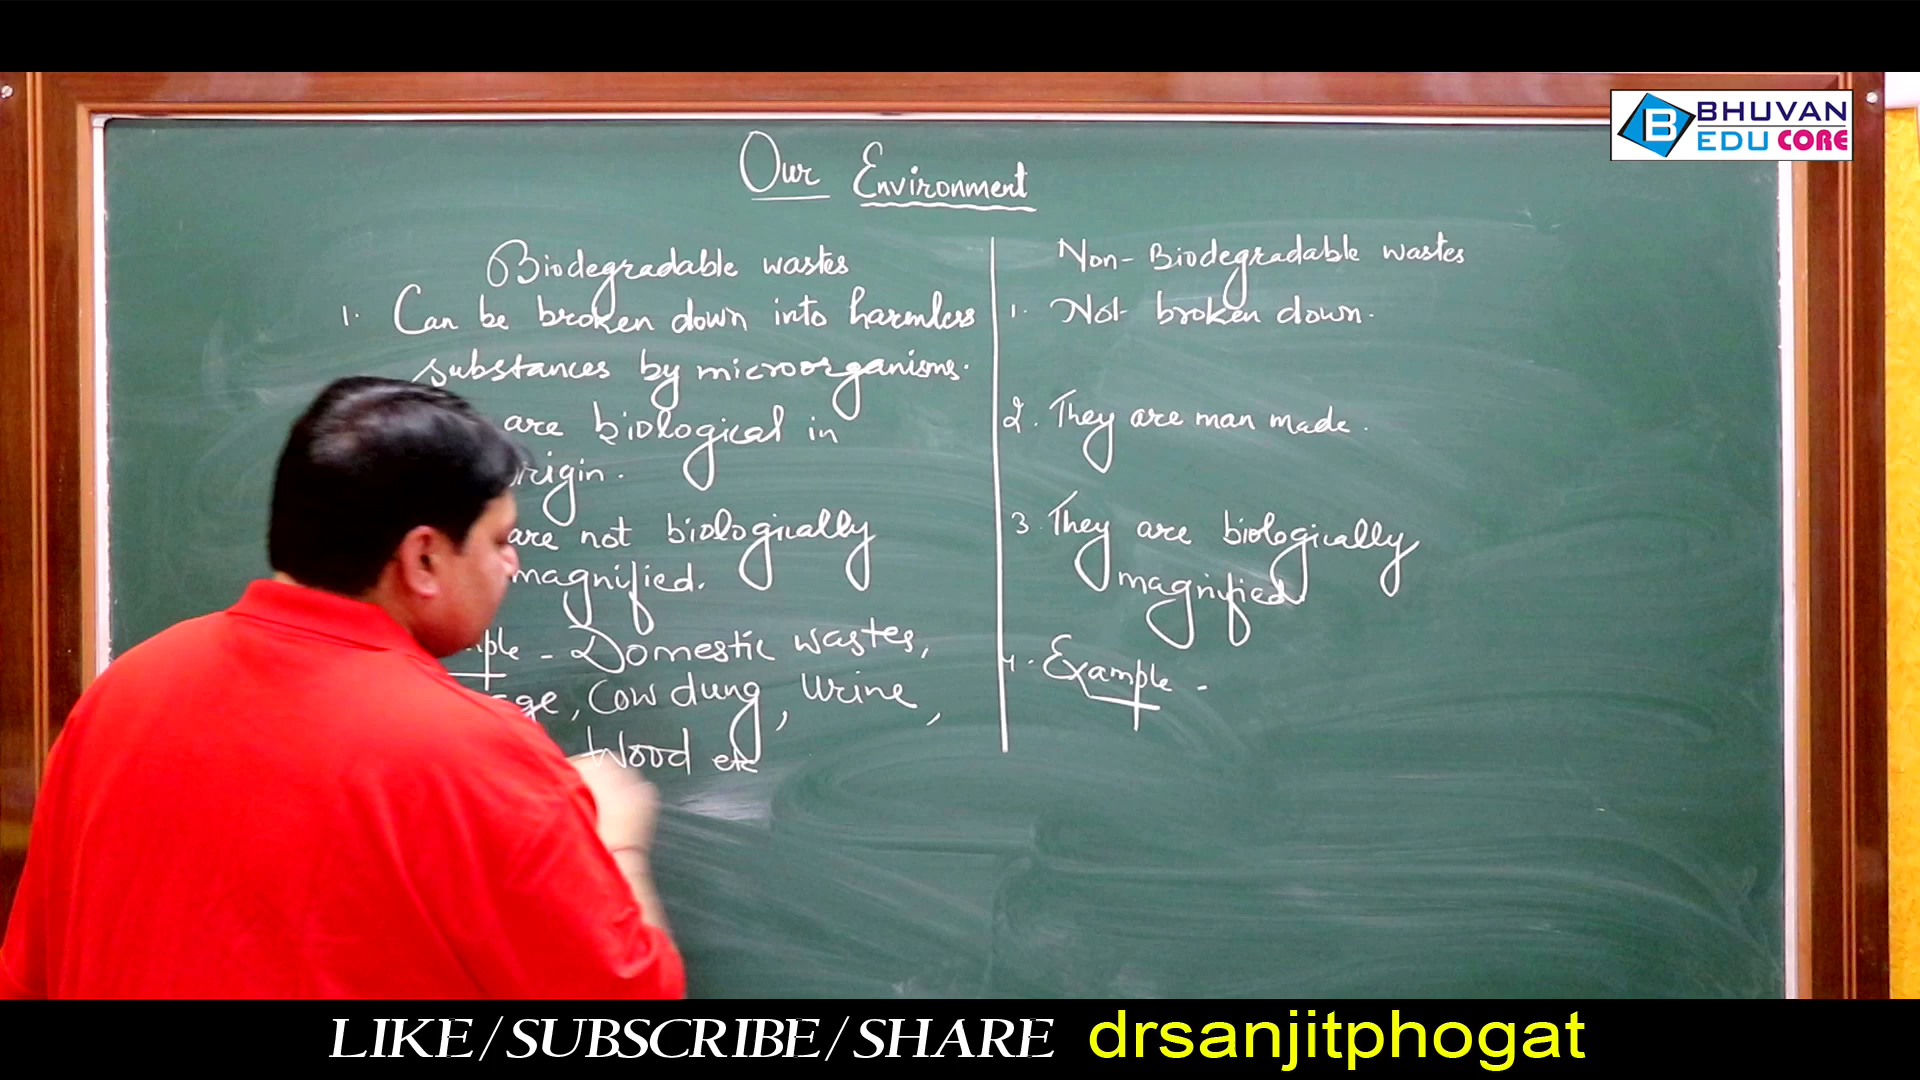 BHUVAN
B
EDU CORE
Our Environment
Biodegradable wastes
1. Can be broken down into harmless
substances by microorganisms.
are biological in
are not biologically
magnified.
- Domestic wastes,
, Cow dung, Urine,
Wood etc
Non-Biodegradable wastes
1. Not broken down.
2. They are man made.
3. They are biologically
magnified.
4. Example -
LIKE/SUBSCRIBE/SHARE drsanjitphogat